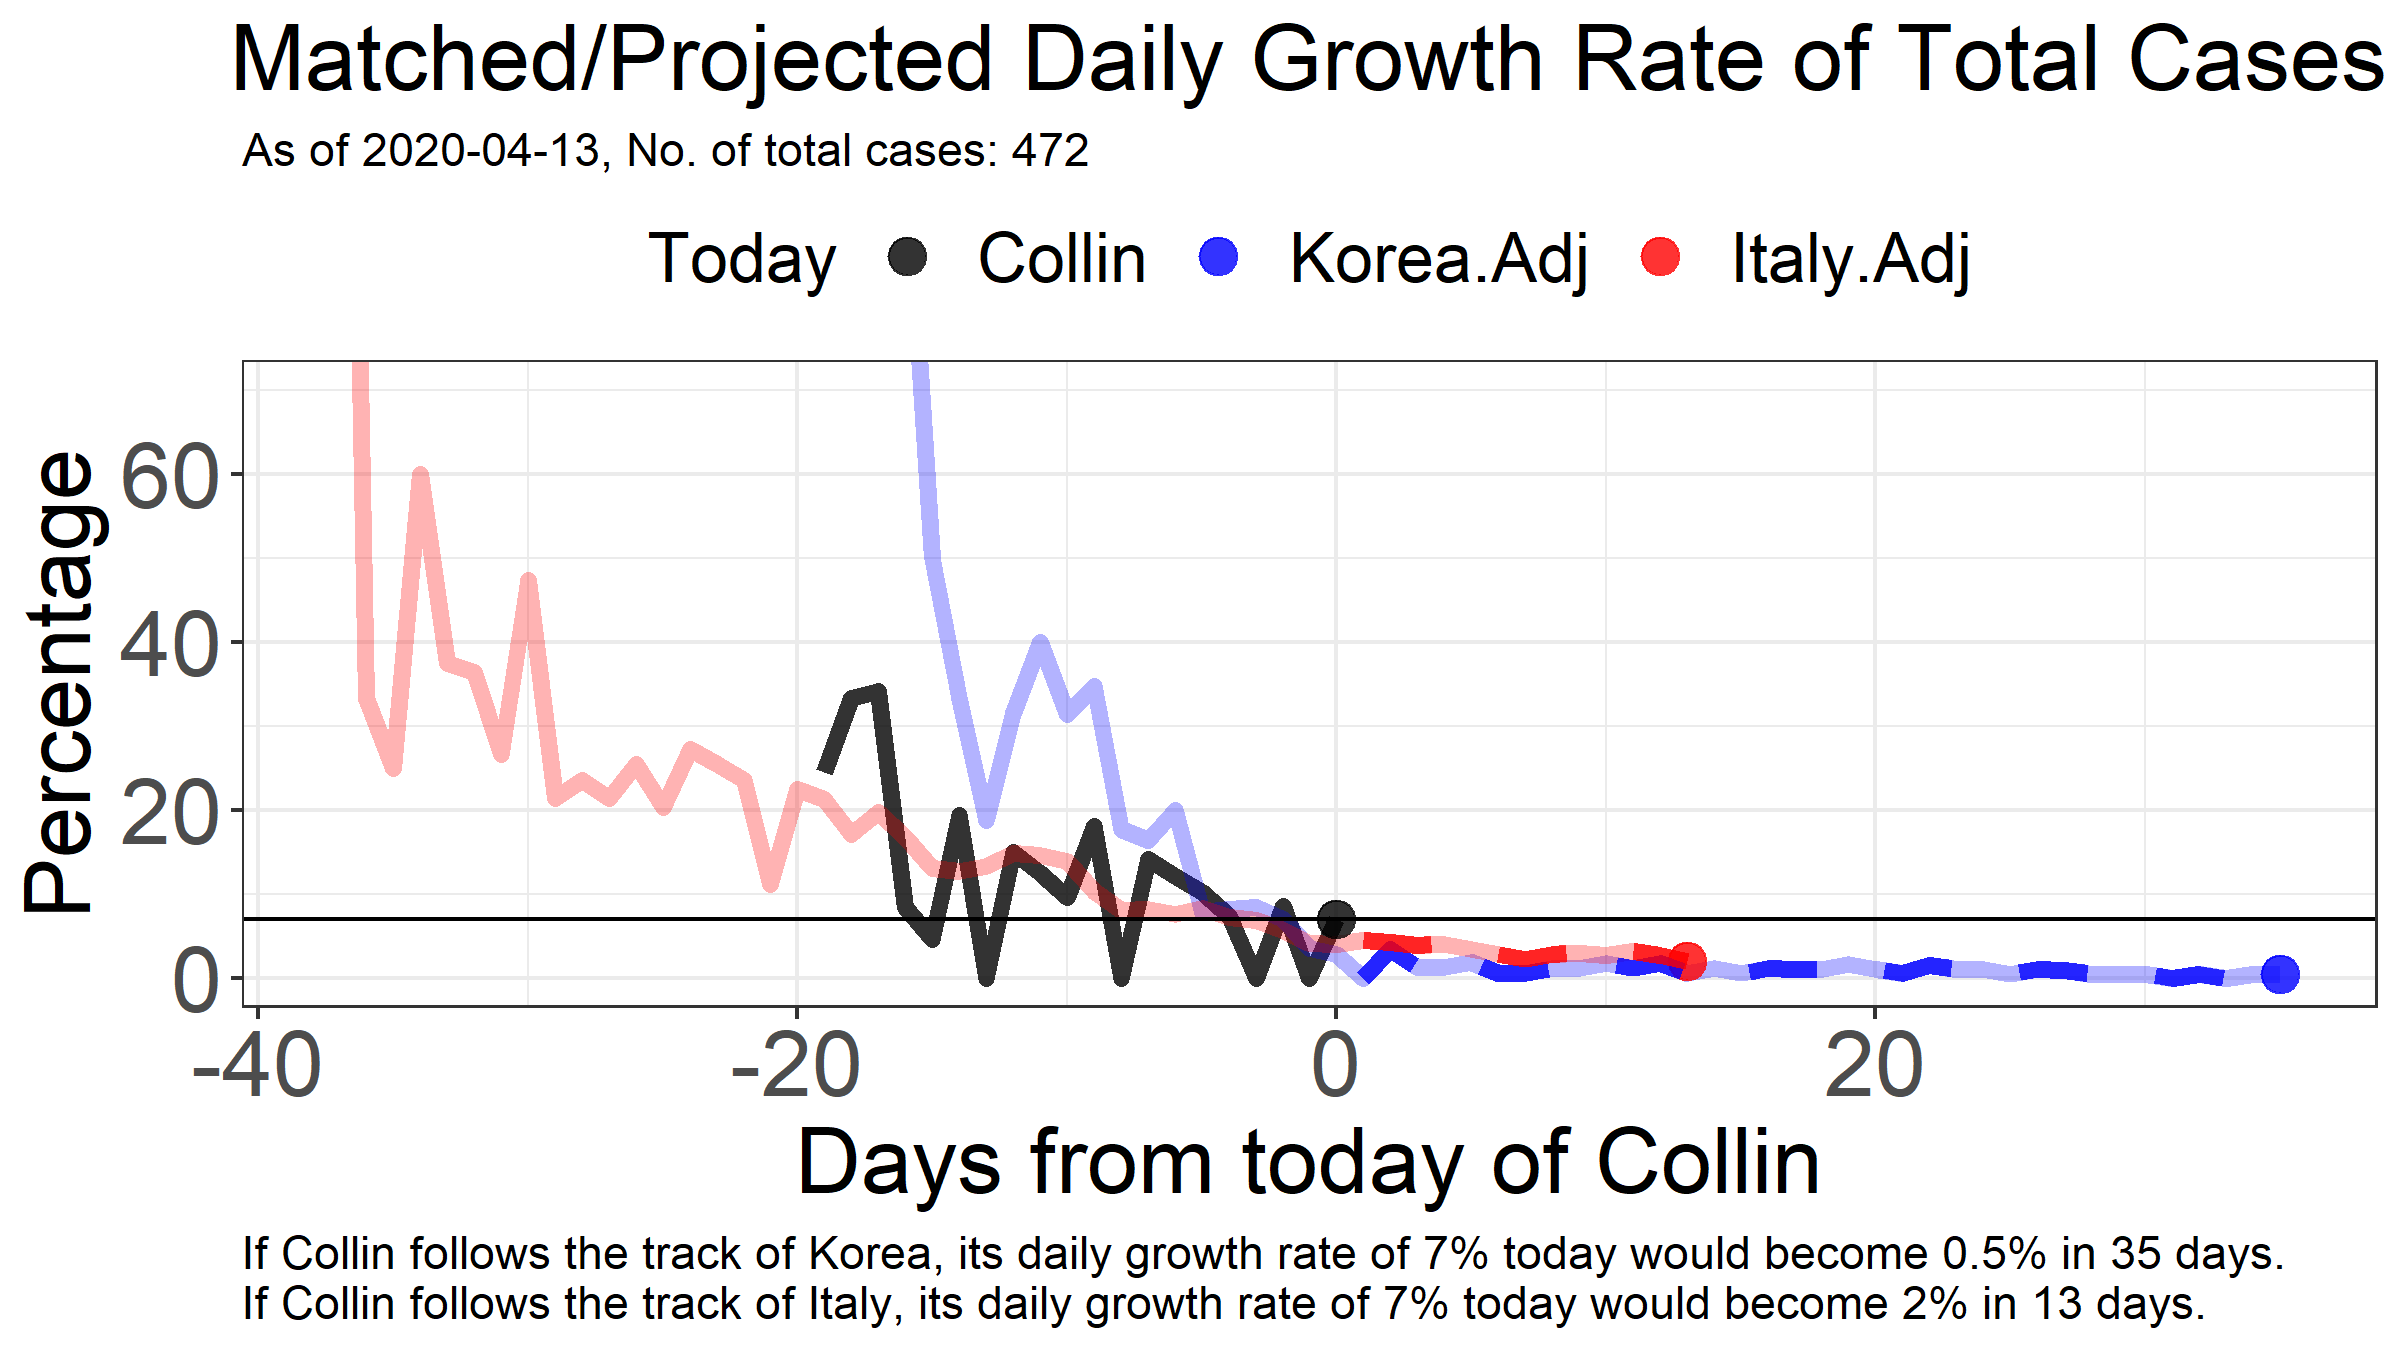 Matched/Projected Daily Growth Rate of Total Cases
As of 2020-04-13, No. of total cases: 472
Today Collin Korea.Adj Italy.Adj
Percentage
60
40
20
0
-40 -20 0 20
Days from today of Collin
If Collin follows the track of Korea, its daily growth rate of 7% today would become 0.5% in 35 days.
If Collin follows the track of Italy, its daily growth rate of 7% today would become 2% in 13 days.